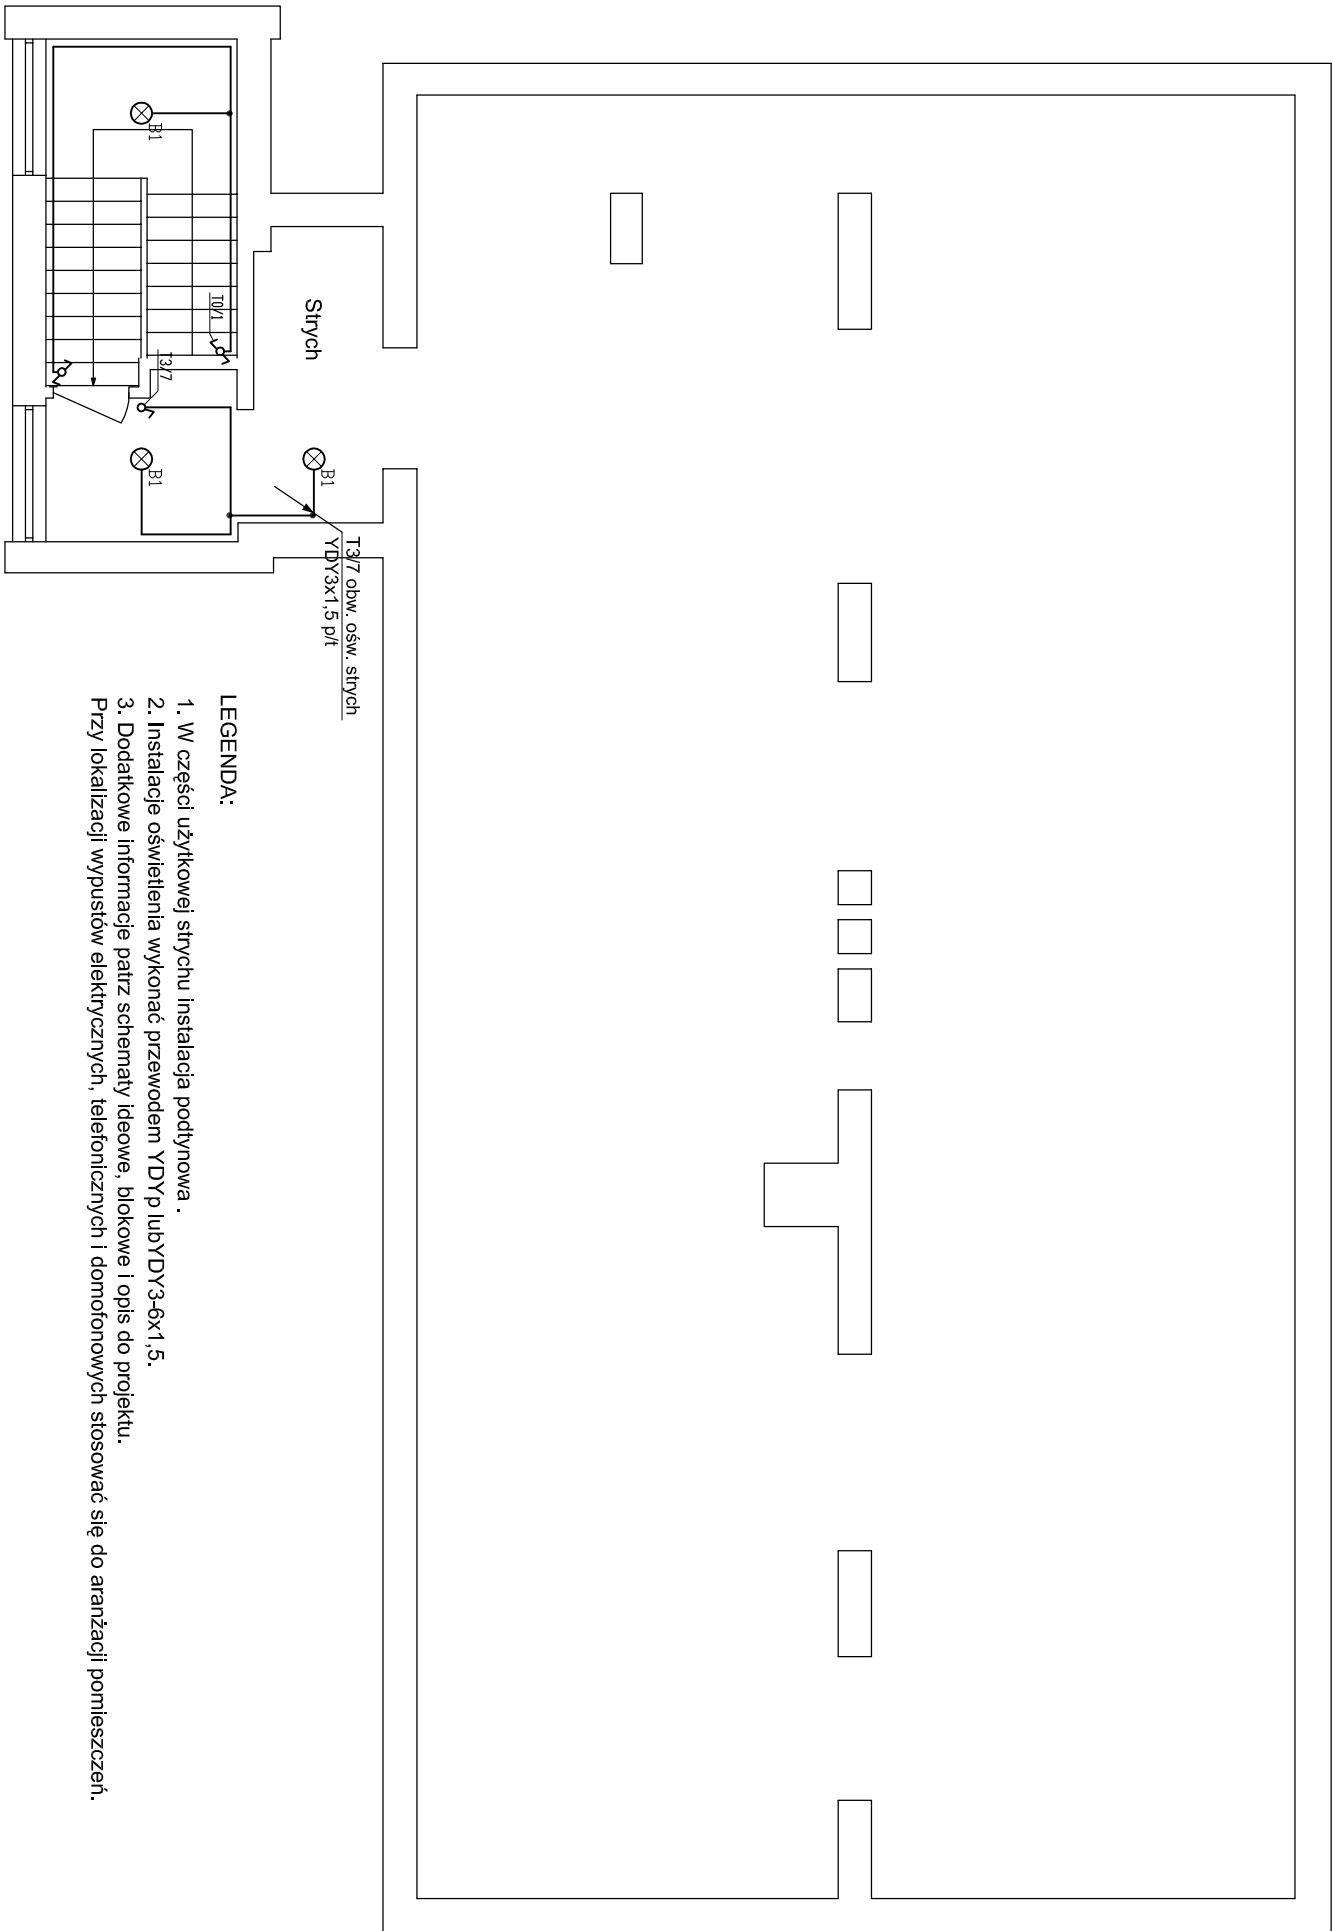 B1
T0/1
T3/7
Strych
B1
B1
T3/7 obw. ośw. strych
YDY3x1,5 p/t
LEGENDA:
1. W części użytkowej strychu instalacja podtynowa .
2. Instalacje oświetlenia wykonać przewodem YDYp lubYDY3-6x1,5.
3. Dodatkowe informacje patrz schematy ideowe, blokowe i opis do projektu.
Przy lokalizacji wypustów elektrycznych, telefonicznych i domofonowych stosować się do aranżacji pomieszczeń.